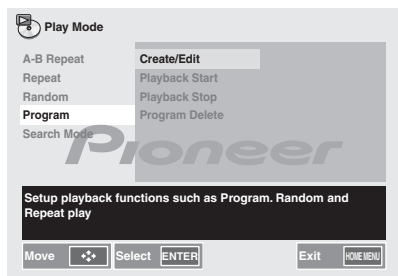 Play Mode
A-B Repeat
Create/Edit
Repeat
Playback Start
Random
Playback Stop
Program
Program Delete
Search Mode
Pioneer
Setup playback functions such as Program. Random and
Repeat play
Move Select ENTER Exit HOME MENU